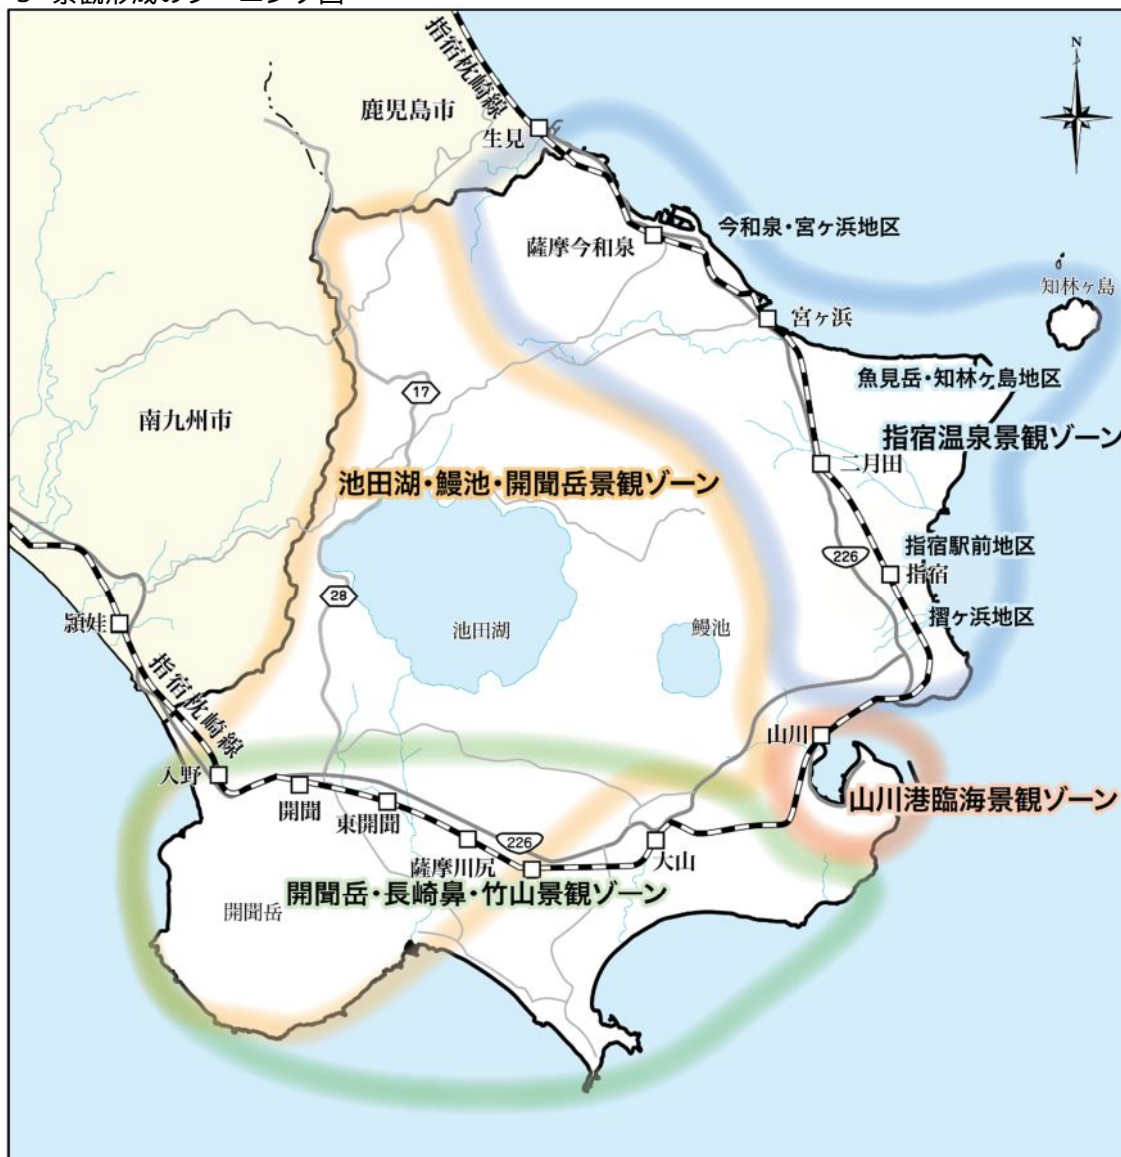 指宿枕崎線
N
鹿児島市
生見
今和泉・宮ヶ浜地区
薩摩今和泉
知林ヶ島
宮ヶ浜
魚見岳・知林ヶ島地区
17
南九州市
指宿温泉景観ゾーン
二月田
池田湖・鰻池・開聞岳景観ゾーン
指宿駅前地区
226
指宿
28
摺ヶ浜地区
頴娃
池田湖
鰻池
指宿枕崎線
山川
入野
開聞
山川港臨海景観ゾーン
東開聞
226
薩摩川尻
大山
開聞岳・長崎鼻・竹山景観ゾーン
開聞岳